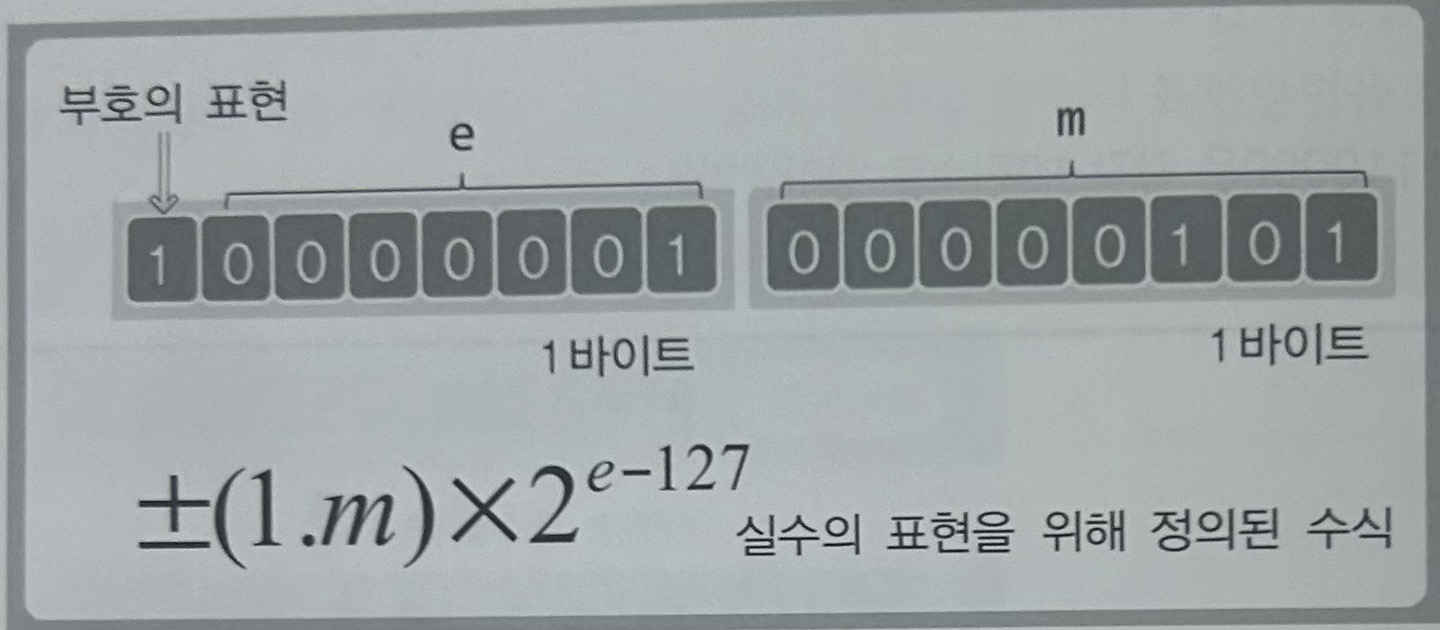 부호의 표현
e
m
1 0 0 0 0 0 0 1 0 0 0 0 0 1 0 1
1바이트 1바이트
±(1.m)×2^{e-127} 실수의 표현을 위해 정의된 수식